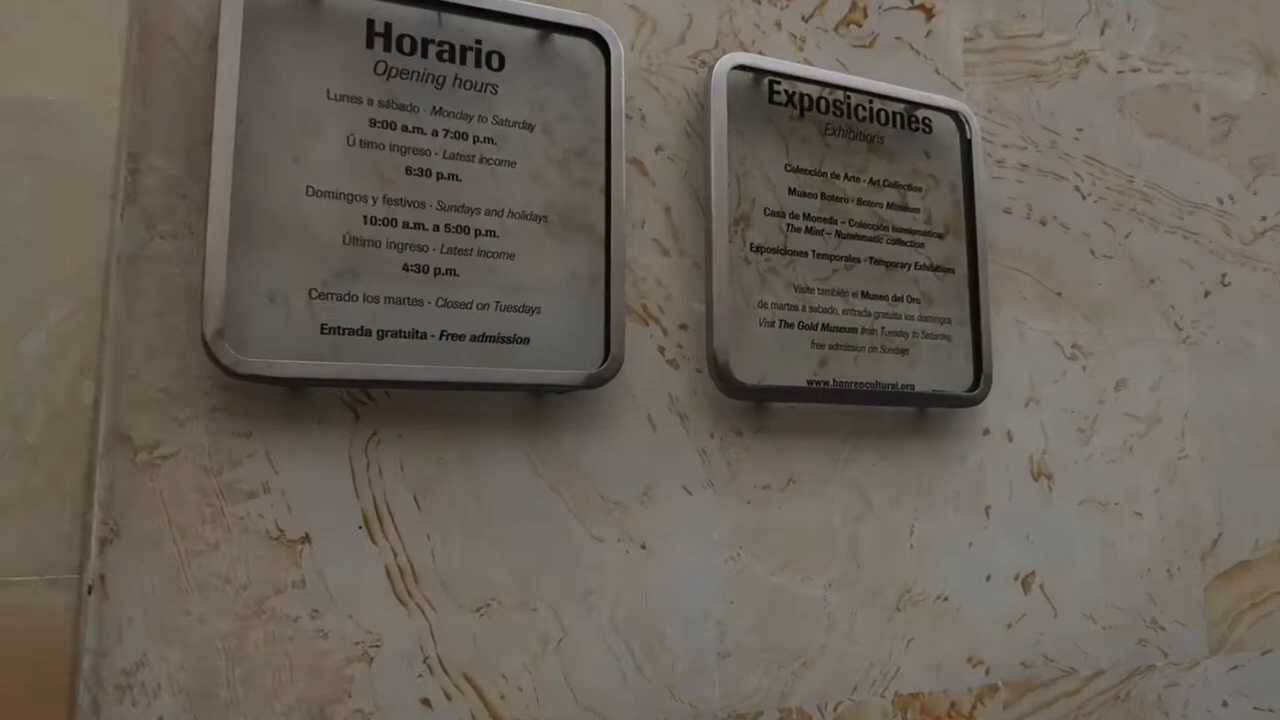 Horario
Opening hours
Lunes a sábado · Monday to Saturday
9:00 a.m. a 7:00 p.m.
Ú timo ingreso · Latest income
6:30 p.m.
Domingos y festivos · Sundays and holidays
10:00 a.m. a 5:00 p.m.
Último ingreso · Latest income
4:30 p.m.
Cerrado los martes - Closed on Tuesdays
Entrada gratuita - Free admission
Exposiciones
Exhibitions
Colección de Arte - Art Collection
Museo Botero - Botero Museum
Casa de Moneda – Colección numismática
The Mint – Numismatic collection
Exposiciones Temporales - Temporary Exhibitions
Visite también el Museo del Oro
de martes a sabado, entrada gratuita los domingos
Visit The Gold Museum from Tuesday to Saturday,
free admission on Sundays
www.banrepcultural.org